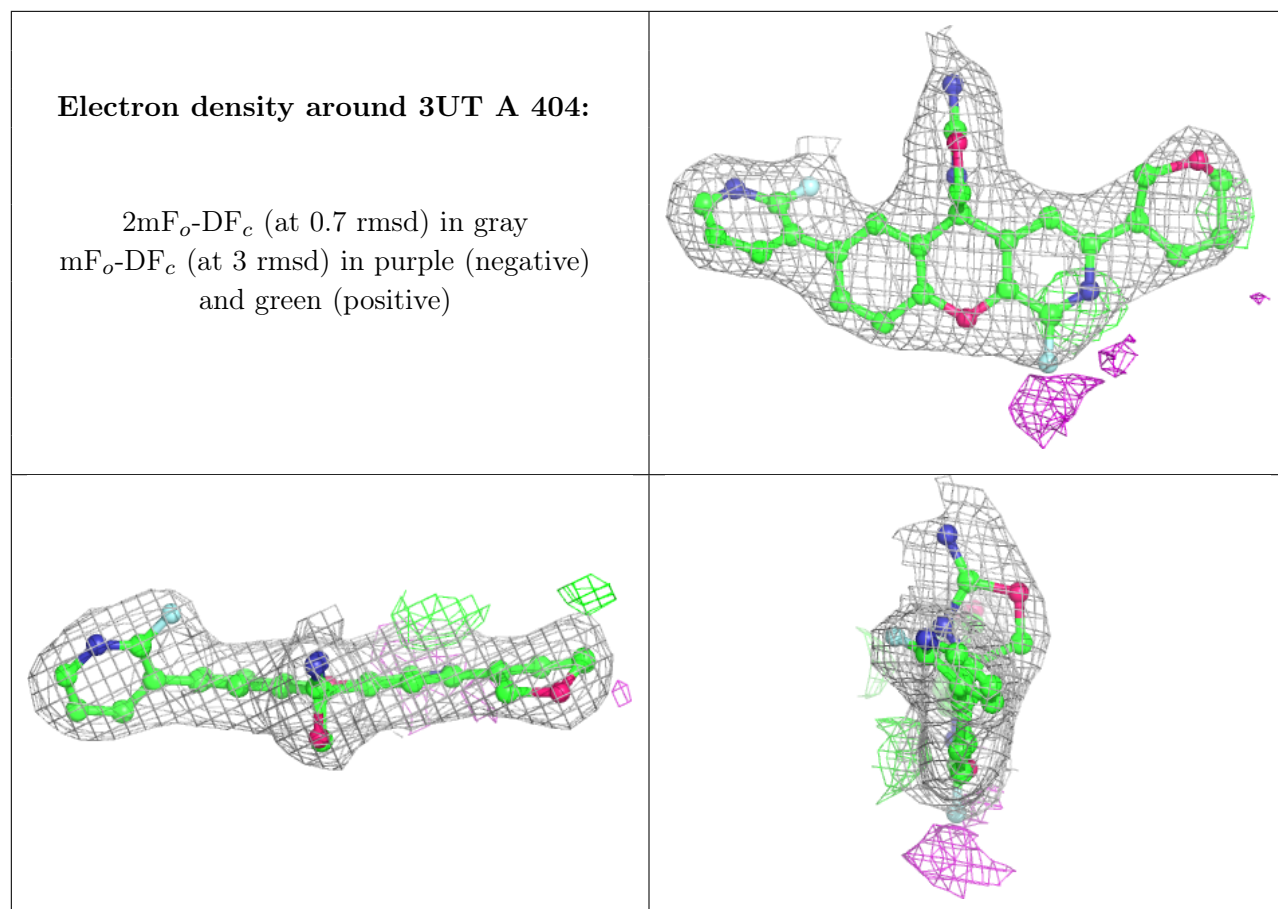 Electron density around 3UT A 404:
2mFo-DFc (at 0.7 rmsd) in gray
mFo-DFc (at 3 rmsd) in purple (negative)
and green (positive)